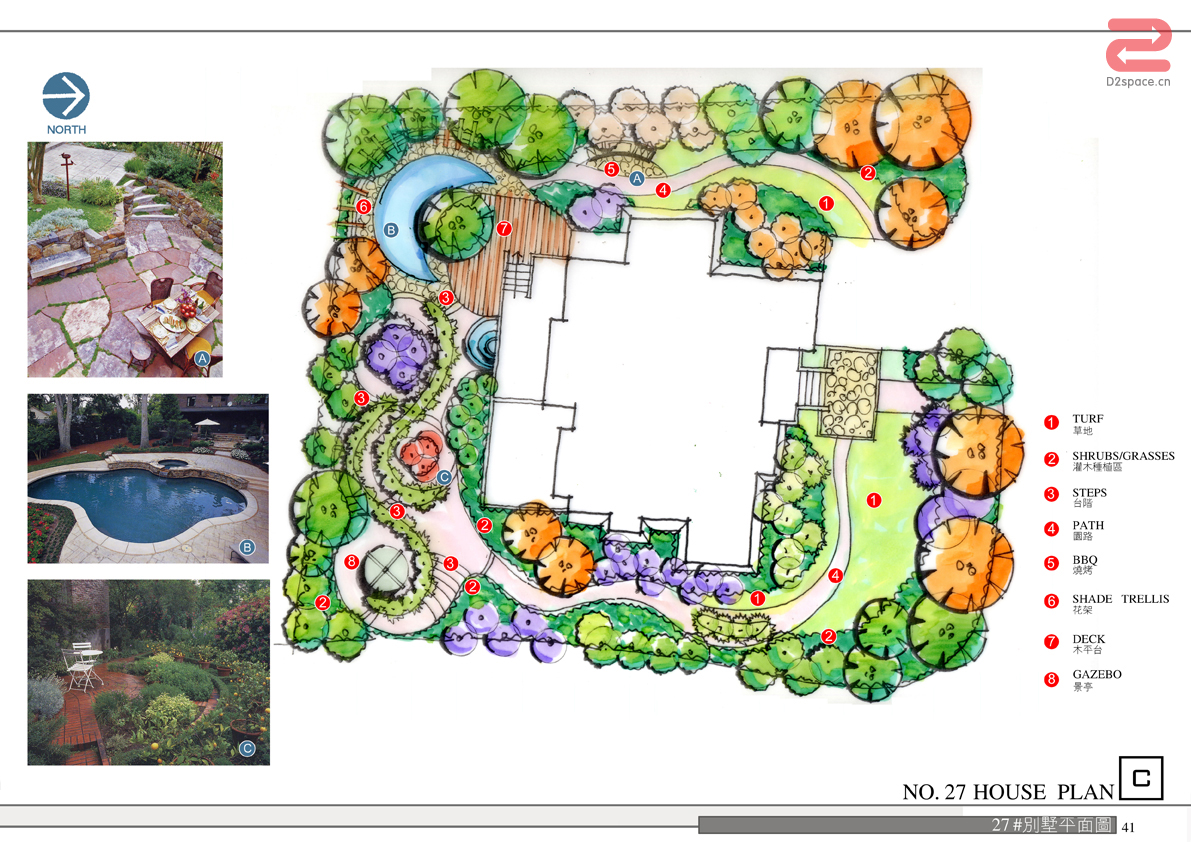 D2space.cn
NORTH
A
B
C
5
A
4
2
1
6
B
7
3
3
C
3
2
8
3
2
2
1
4
2
1
1 TURF
草地
2 SHRUBS/GRASSES
灌木種植區
3 STEPS
台階
4 PATH
園路
5 BBQ
燒烤
6 SHADE TRELLIS
花架
7 DECK
木平台
8 GAZEBO
景亭
NO. 27 HOUSE PLAN C
27#別墅平面圖 41